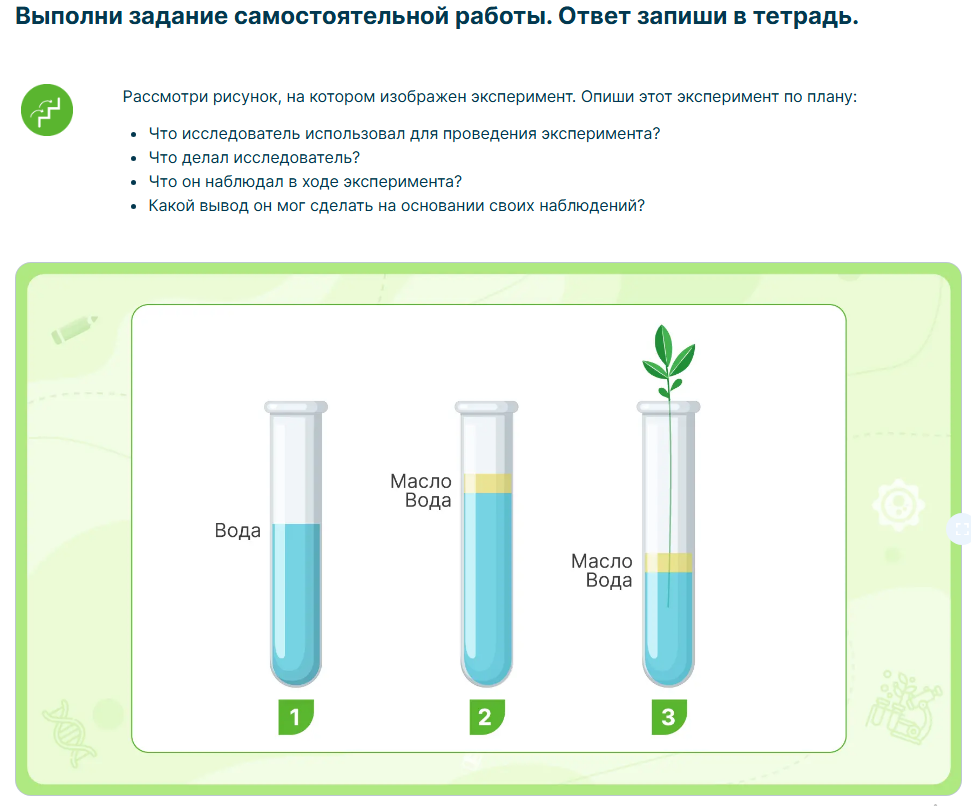 Выполни задание самостоятельной работы. Ответ запиши в тетрадь.
Рассмотри рисунок, на котором изображен эксперимент. Опиши этот эксперимент по плану:
• Что исследователь использовал для проведения эксперимента?
• Что делал исследователь?
• Что он наблюдал в ходе эксперимента?
• Какой вывод он мог сделать на основании своих наблюдений?
Вода
Масло
Вода
Масло
Вода
1
2
3